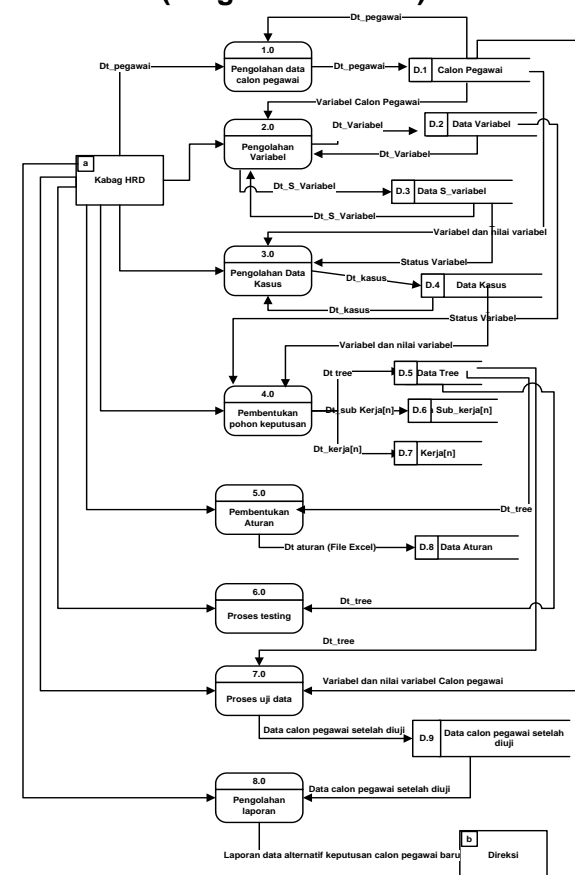 Dt_pegawai
1.0
Pengolahan data
calon pegawai
Dt_pegawai
Dt_pegawai
D.1 Calon Pegawai
Variabel Calon Pegawai
2.0
Pengolahan
Variabel
Dt_Variabel
D.2 Data Variabel
Dt_Variabel
a
Kabag HRD
Dt_S_Variabel
D.3 Data S_variabel
Dt_S_Variabel
Variabel dan nilai variabel
3.0
Pengolahan Data
Kasus
Status Variabel
Dt_kasus
D.4 Data Kasus
Dt_kasus
Status Variabel
Variabel dan nilai variabel
4.0
Pembentukan
pohon keputusan
Dt tree
D.5 Data Tree
Dt_sub Kerja[n]
D.6 Sub_kerja[n]
Dt_kerja[n]
D.7 Kerja[n]
5.0
Pembentukan
Aturan
Dt_tree
Dt aturan (File Excel)
D.8 Data Aturan
6.0
Proses testing
Dt_tree
Dt_tree
7.0
Proses uji data
Variabel dan nilai variabel Calon pegawai
Data calon pegawai setelah diuji
D.9 Data calon pegawai setelah
diuji
8.0
Pengolahan
laporan
Data calon pegawai setelah diuji
Laporan data alternatif keputusan calon pegawai baru
b
Direksi